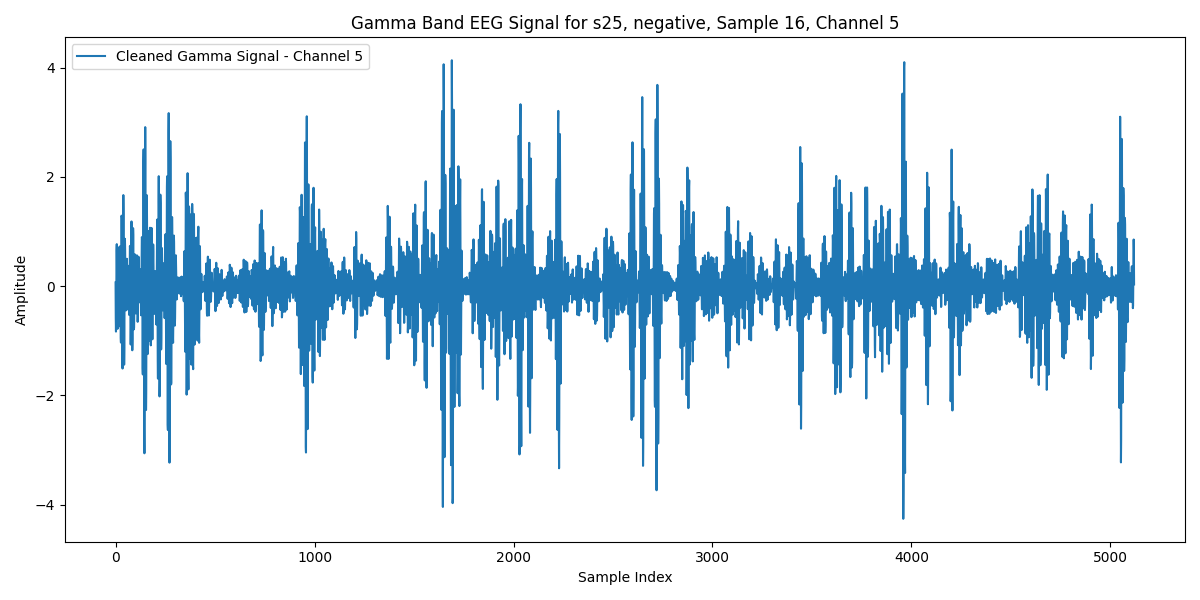 Gamma Band EEG Signal for s25, negative, Sample 16, Channel 5
Cleaned Gamma Signal - Channel 5
4
2
0
−2
−4
Amplitude
0 1000 2000 3000 4000 5000
Sample Index